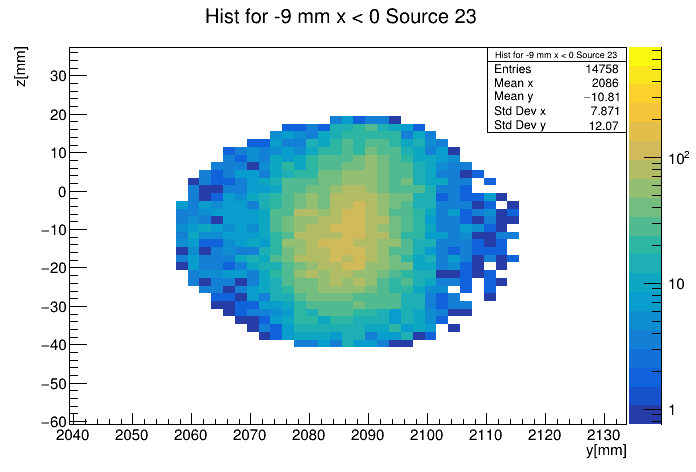 Hist for -9 mm x < 0 Source 23
z[mm]
Hist for -9 mm x < 0 Source 23
Entries 14758
Mean x 2086
Mean y −10.81
Std Dev x 7.871
Std Dev y 12.07
30
20
10
0
−10
−20
−30
−40
−50
−60
10²
10
1
2040 2050 2060 2070 2080 2090 2100 2110 2120 2130
y[mm]